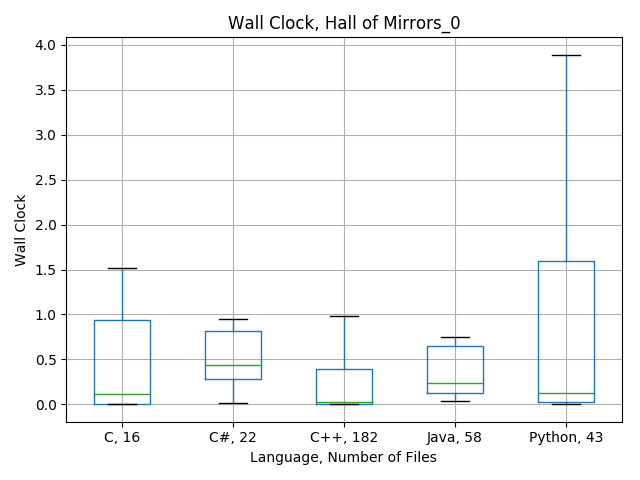 Wall Clock, Hall of Mirrors_0
4.0
3.5
3.0
2.5
2.0
1.5
1.0
0.5
0.0
Wall Clock
C, 16 C#, 22 C++, 182 Java, 58 Python, 43
Language, Number of Files